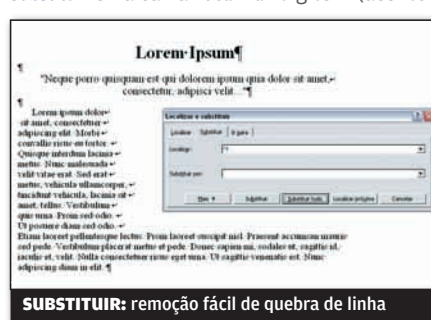 Lorem·Ipsum¶
¶
"Neque porro quisquam est qui dolorem ipsum quia dolor sit amet,↵
consectetur, adipisci velit..."¶
¶
Lorem ipsum dolor↵
sit amet, consectetuer↵
adipiscing elit. Morbi↵
convallis risus eu tortor.↵
Quisque interdum lacinia↵
metus. Nunc malesuada↵
velit vitae erat. Sed erat↵
metus, vehicula ullamcorper,↵
tincidunt vehicula, lacinia sit↵
amet, tellus. Vestibulum↵
quis urna. Proin sed odio.↵
Ut posuere diam sed odio.↵
Etiam laoreet pellentesque lectus. Proin laoreet suscipit nisl. Praesent accumsan mauris
sed pede. Vestibulum placerat metus et pede. Donec sapien mi, sodales ut, sagittis id,
iaculis et, velit. Nulla consectetuer risus eget urna. Ut sagittis venenatis est. Nunc
adipiscing diam in elit.¶
Localizar e substituir
Localizar Substituir Ir para
Localizar:
Substituir por:
Mais Substituir Substituir tudo Localizar próxima Cancelar
SUBSTITUIR: remoção fácil de quebra de linha